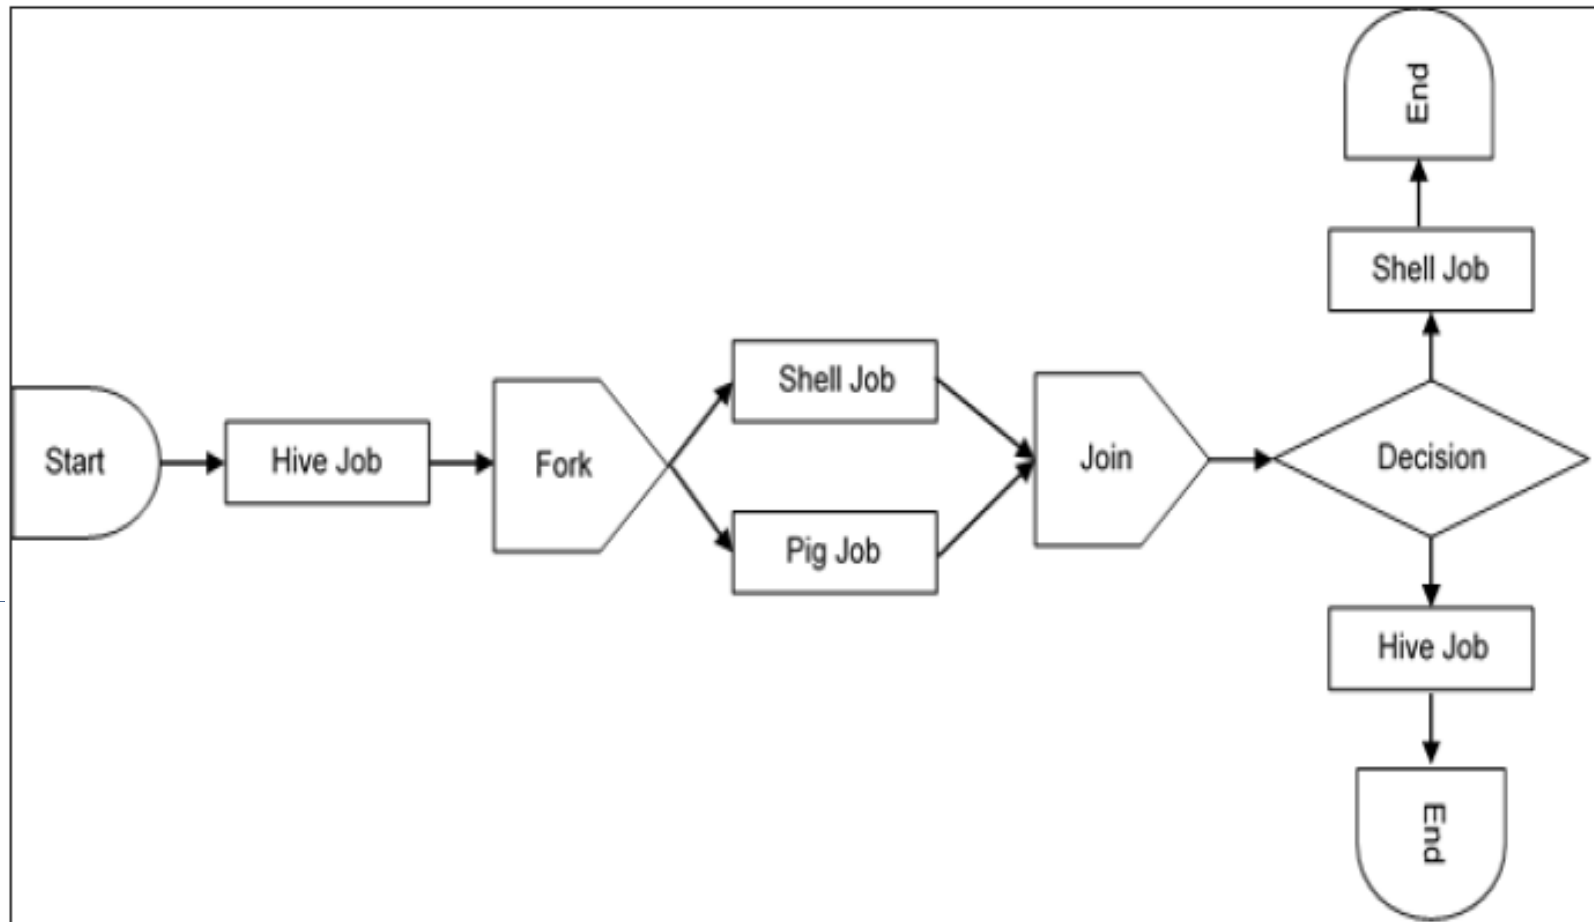 Start
Hive Job
Fork
Shell Job
Pig Job
Join
Decision
Shell Job
End
Hive Job
End